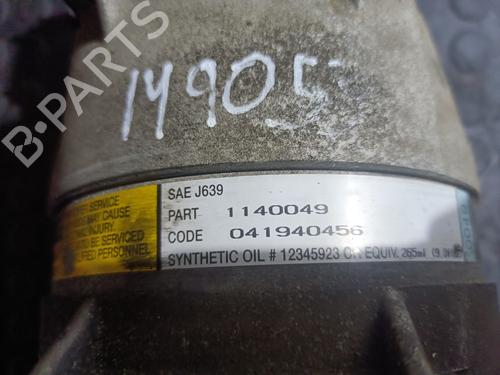 B-PARTS
SERVICE
MAY CAUSE
INJURY.
TO BE SERVICED
PERSONNEL
SAE J639
PART 1140049
CODE 041940456
SYNTHETIC OIL # 12345923 OR EQUIV. 265ml